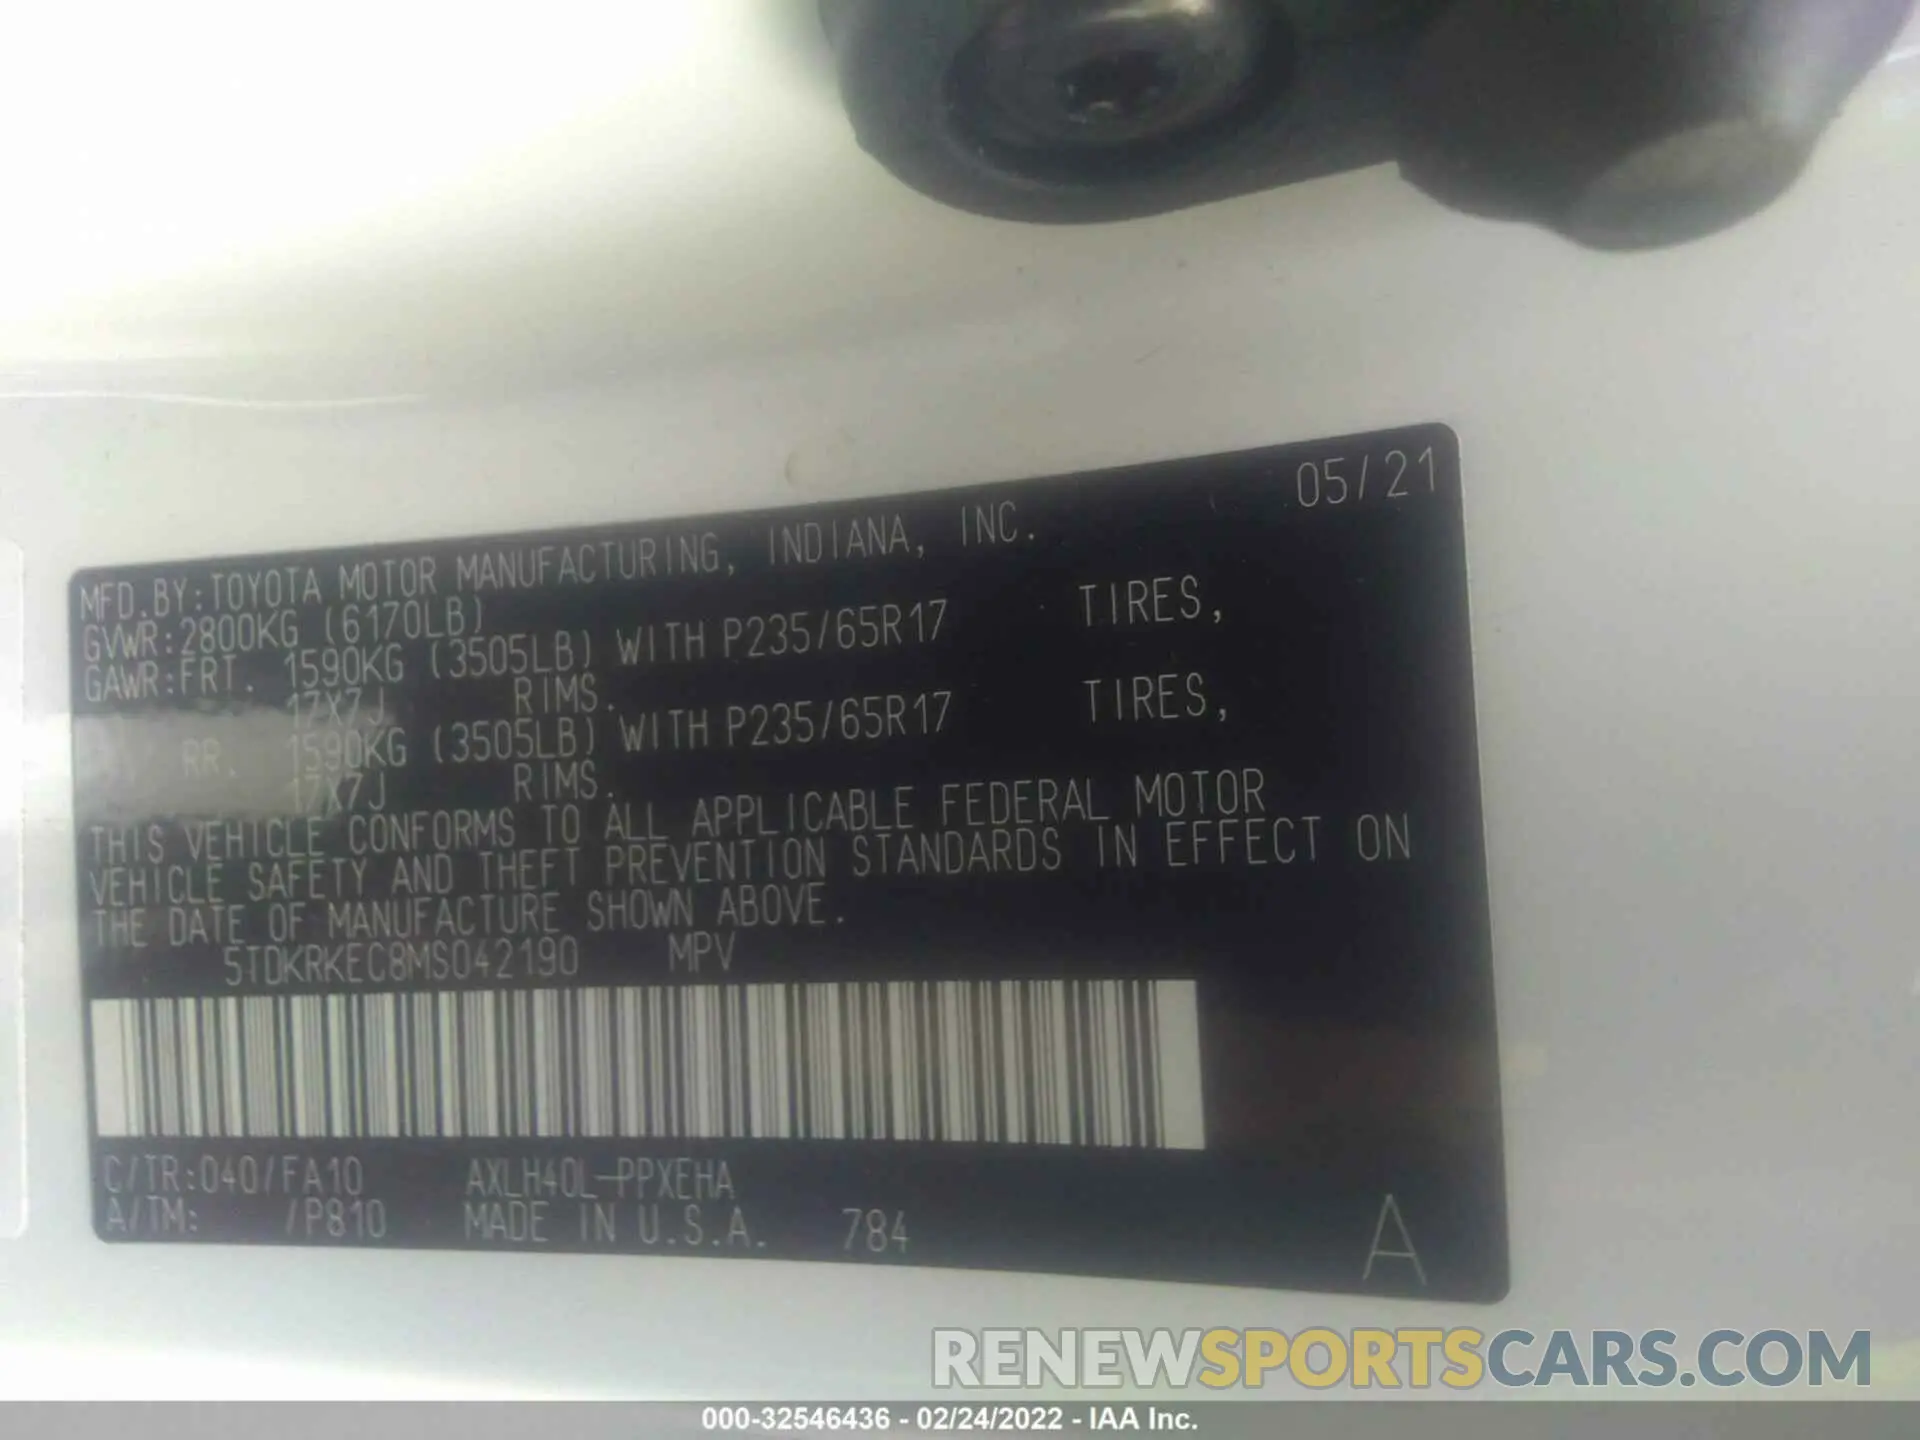 05/21
MFD.BY:TOYOTA MOTOR MANUFACTURING, INDIANA, INC.
GVWR:2800KG (6170LB)
GAWR:FRT. 1590KG (3505LB) WITH P235/65R17 TIRES,
17X7J RIMS.
RR. 1590KG (3505LB) WITH P235/65R17 TIRES,
17X7J RIMS.
THIS VEHICLE CONFORMS TO ALL APPLICABLE FEDERAL MOTOR
VEHICLE SAFETY AND THEFT PREVENTION STANDARDS IN EFFECT ON
THE DATE OF MANUFACTURE SHOWN ABOVE.
5TDKRKEC8MS042190 MPV
C/TR:040/FA10 AXLH40L-PPXEHA
A/TM: /P810 MADE IN U.S.A. 784
A
RENEWSPORTSCARS.COM
000-32546436 - 02/24/2022 - IAA Inc.